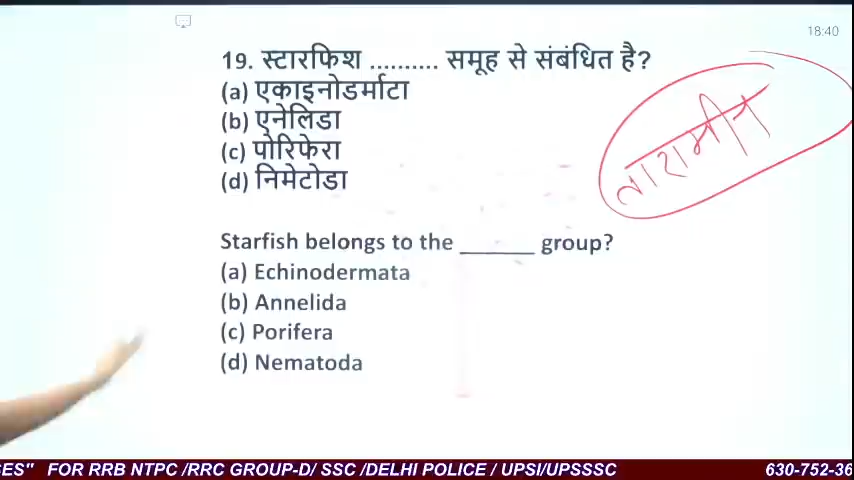 18:40
19. स्टारफिश .......... समूह से संबंधित है?
(a) एकाइनोडर्माटा
(b) एनेलिडा
(c) पोरिफेरा
(d) निमेटोडा
तारामीन
Starfish belongs to the ______ group?
(a) Echinodermata
(b) Annelida
(c) Porifera
(d) Nematoda
ES" FOR RRB NTPC /RRC GROUP-D/ SSC /DELHI POLICE / UPSI/UPSSSC 630-752-36